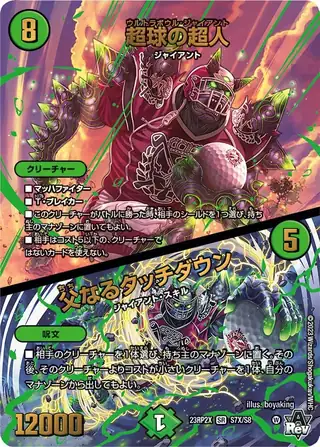 8
ウルトラボウル・ジャイアント
超球の超人
ジャイアント
クリーチャー
■マッハファイター
■T・ブレイカー
■このクリーチャーがバトルに勝った時、相手のシールドを1つ選び、持ち
主のマナゾーンに置いてもよい。
■相手はコスト5以下の、クリーチャーで
はないカードを使えない。
5
父なるタッチダウン
ジャイアント・スキル
呪文
■相手のクリーチャーを1体選び、持ち主のマナゾーンに置く。その
後、そのクリーチャーよりコストが小さいクリーチャーを1体、自分の
マナゾーンから出してもよい。
illus. boyaking
12000
1
23RP2X SR S7X/S8
W
Rev
©2023 Wizards/Shogakukan/WHC